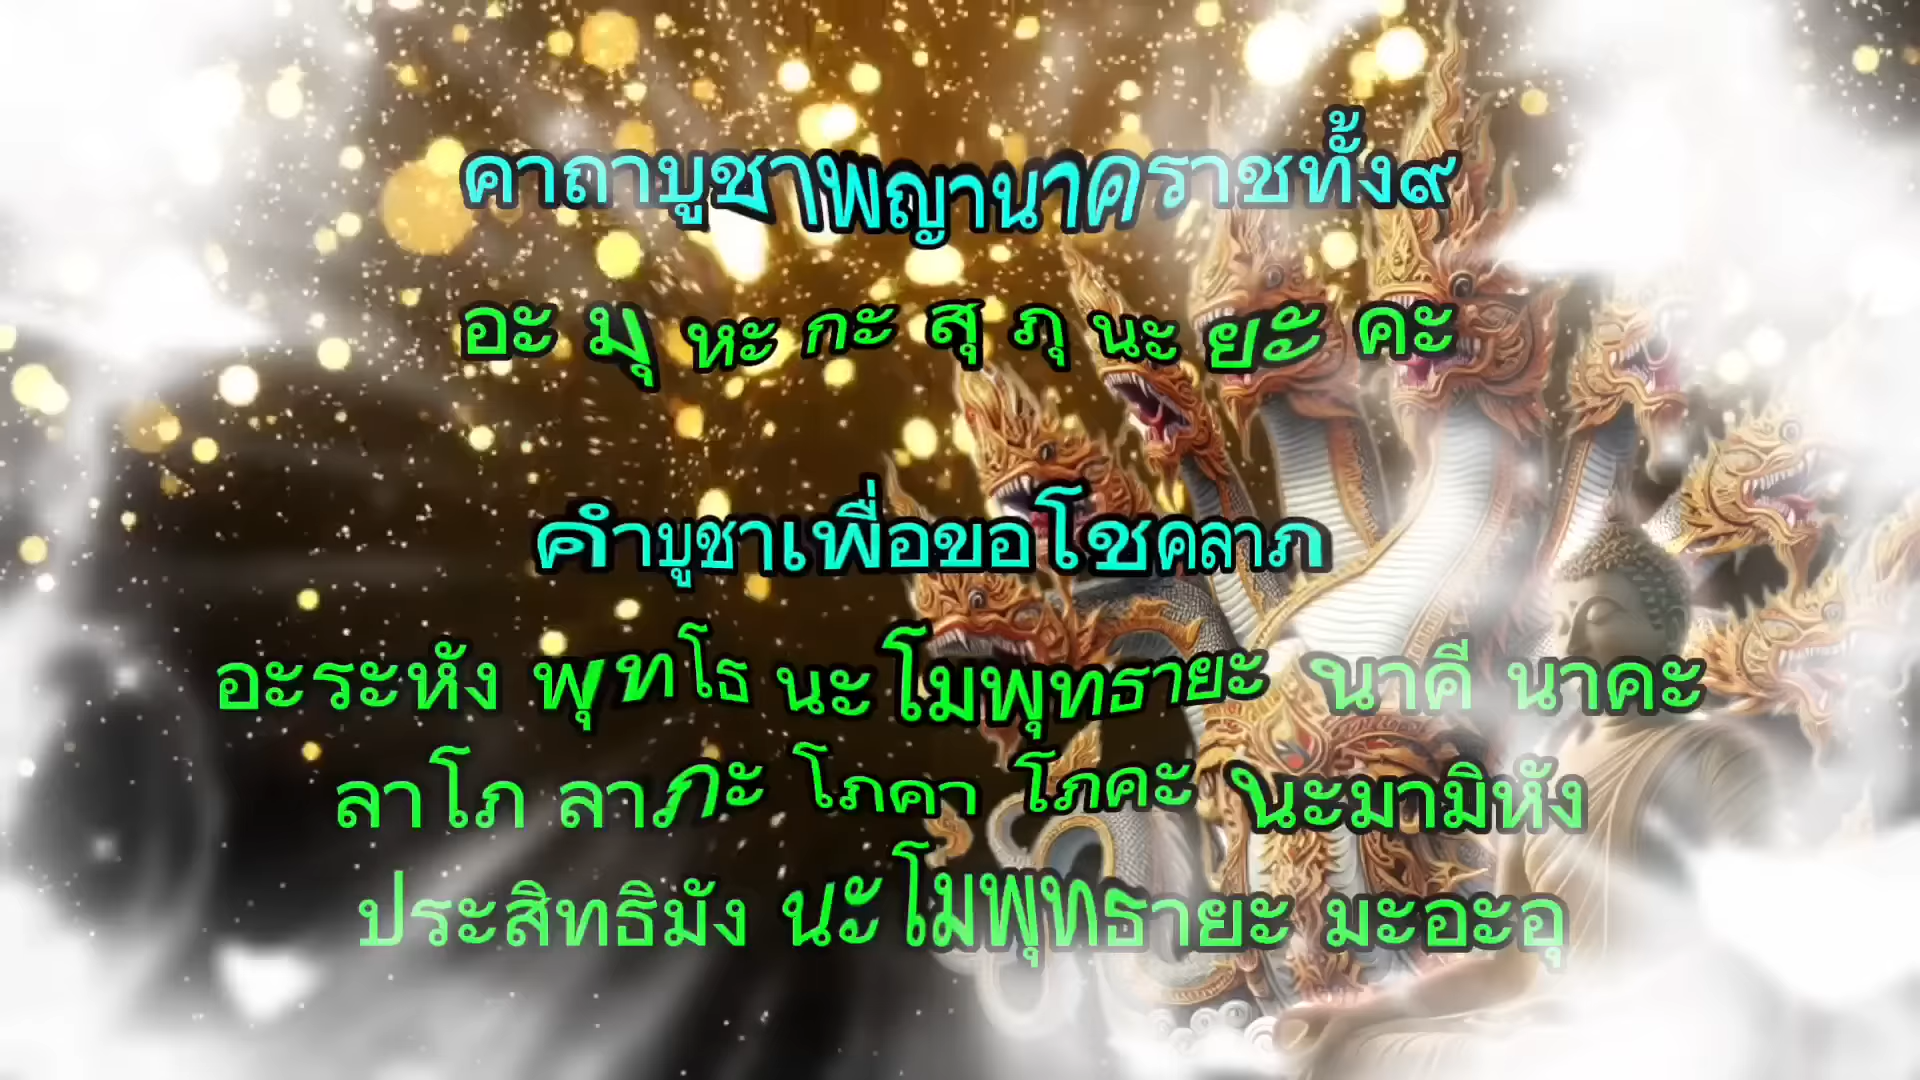 คาถาบูชาพญานาคราชทั้ง๙
อะ มุ หะ กะ สุ ภุ นะ ยะ คะ
คำบูชาเพื่อขอโชคลาภ
อะระหัง พุทโธ นะโมพุทธายะ นาคี นาคะ
ลาโภ ลาภะ โภคา โภคะ นะมามิหัง
ประสิทธิมัง นะโมพุทธายะ มะอะอุ